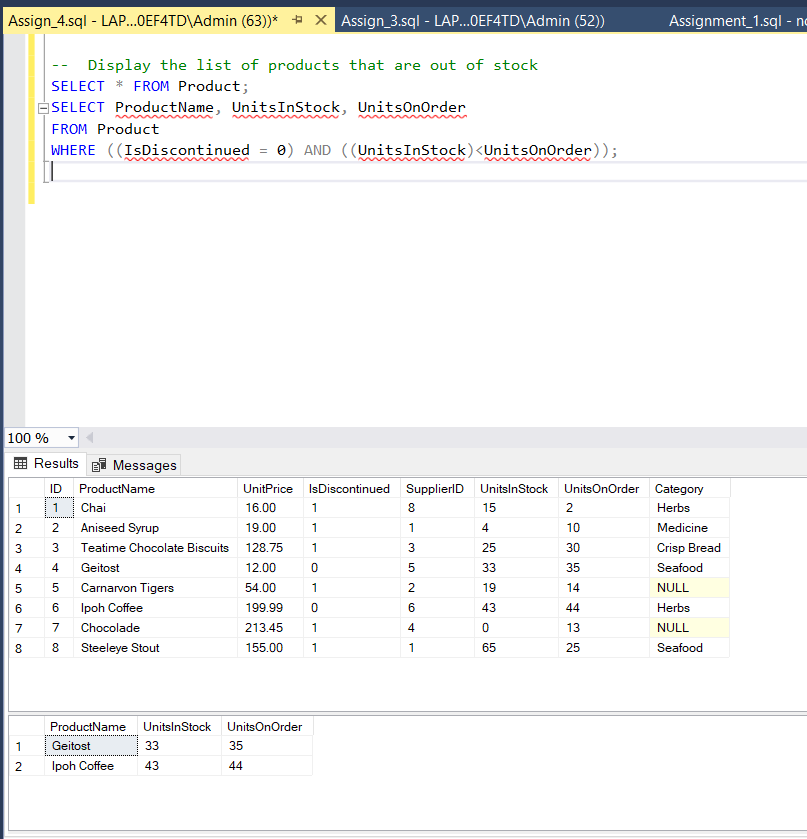 Assign_4.sql - LAP...0EF4TD\Admin (63))* Assign_3.sql - LAP...0EF4TD\Admin (52)) Assignment_1.sql - no
--  Display the list of products that are out of stock
SELECT * FROM Product;
SELECT ProductName, UnitsInStock, UnitsOnOrder
FROM Product
WHERE ((IsDiscontinued = 0) AND ((UnitsInStock)<UnitsOnOrder));
100 %
Results Messages
ID ProductName UnitPrice IsDiscontinued SupplierID UnitsInStock UnitsOnOrder Category
1 1 Chai 16.00 1 8 15 2 Herbs
2 2 Aniseed Syrup 19.00 1 1 4 10 Medicine
3 3 Teatime Chocolate Biscuits 128.75 1 3 25 30 Crisp Bread
4 4 Geitost 12.00 0 5 33 35 Seafood
5 5 Carnarvon Tigers 54.00 1 2 19 14 NULL
6 6 Ipoh Coffee 199.99 0 6 43 44 Herbs
7 7 Chocolade 213.45 1 4 0 13 NULL
8 8 Steeleye Stout 155.00 1 1 65 25 Seafood
ProductName UnitsInStock UnitsOnOrder
1 Geitost 33 35
2 Ipoh Coffee 43 44